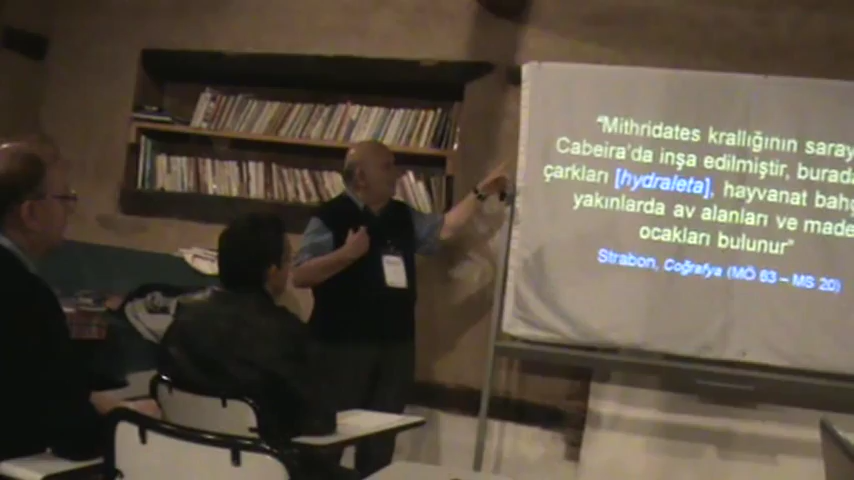 “Mithridates krallığının saray
Cabeira’da inşa edilmiştir, burada
çarkları [hydraleta], hayvanat bahç
yakınlarda av alanları ve made
ocakları bulunur”
Strabon, Coğrafya (MÖ 63 – MS 20)